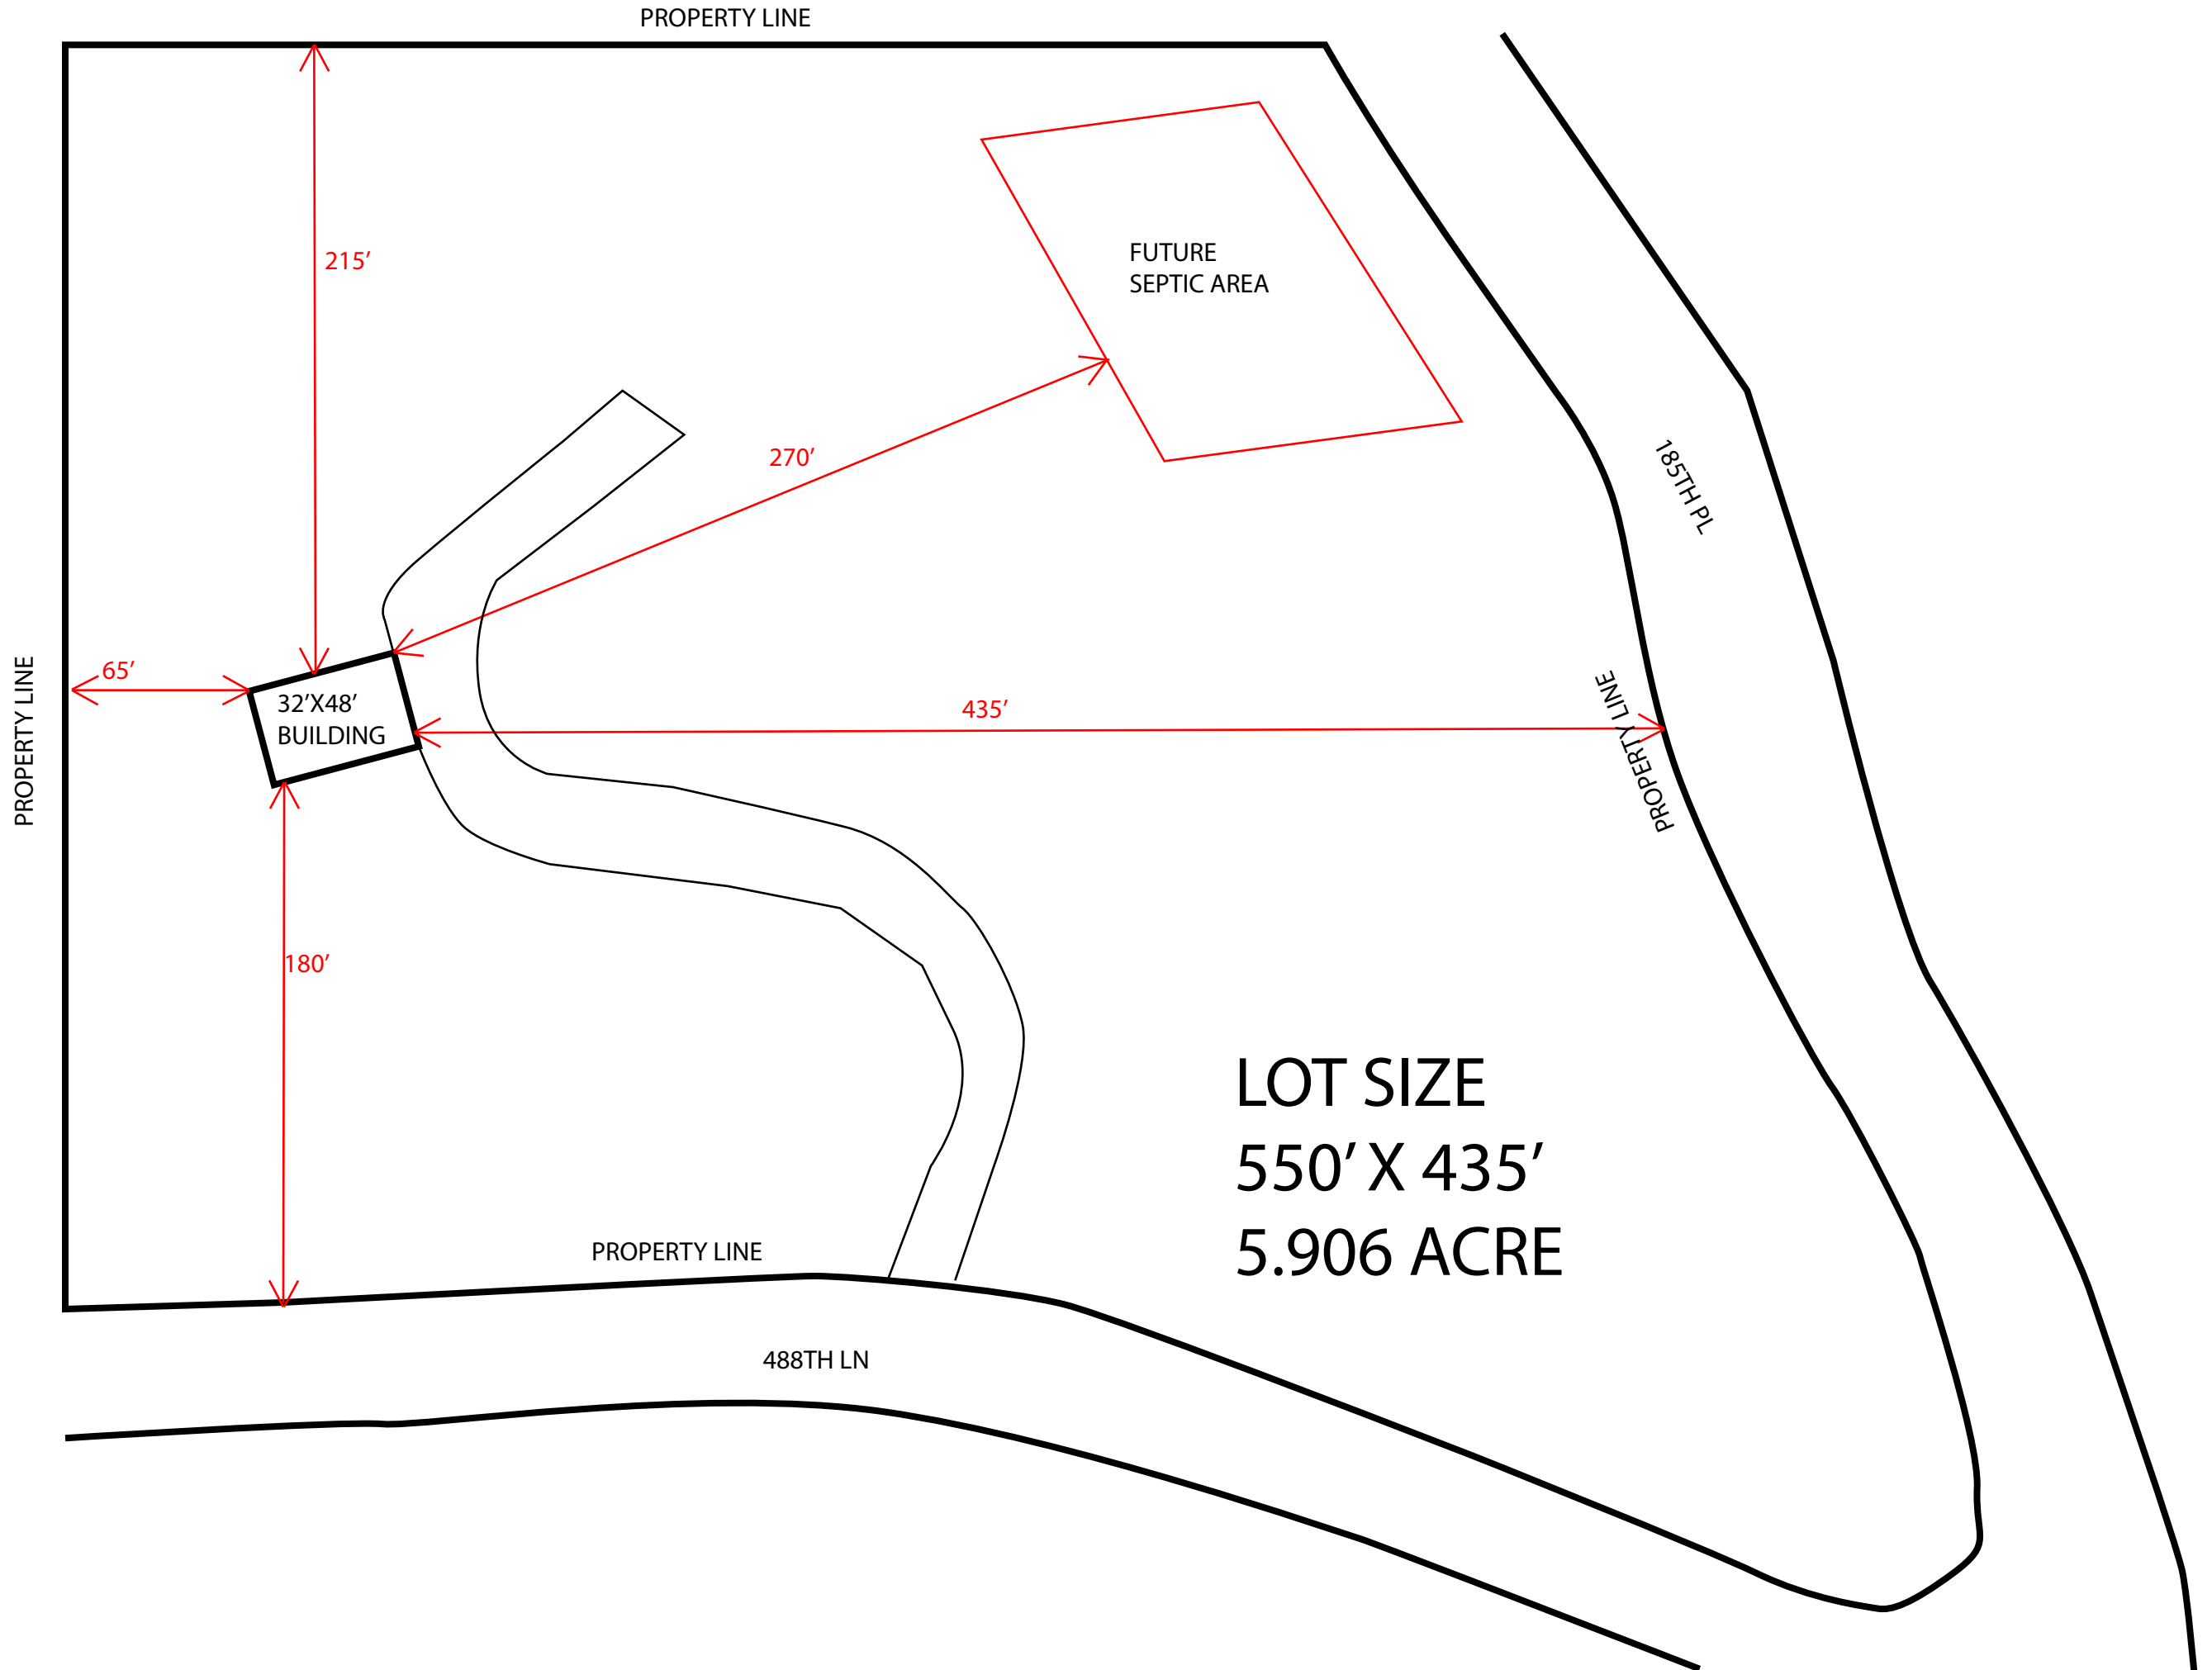 PROPERTY LINE
215’
FUTURE
SEPTIC AREA
270’
185TH PL
65’
32’X48’
BUILDING
PROPERTY LINE
435’
PROPERTY LINE
180’
LOT SIZE
550’ X 435’
5.906 ACRE
PROPERTY LINE
488TH LN